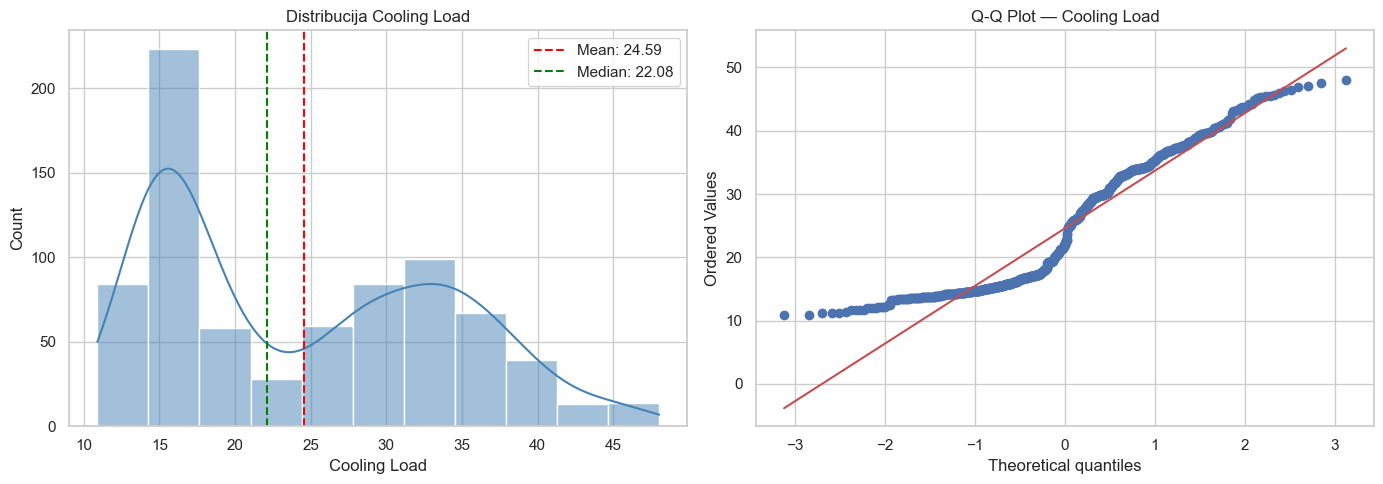 Distribucija Cooling Load
Mean: 24.59
Median: 22.08
200
150
100
50
0
Count
10 15 20 25 30 35 40 45
Cooling Load
Q-Q Plot — Cooling Load
50
40
30
20
10
0
Ordered Values
−3 −2 −1 0 1 2 3
Theoretical quantiles